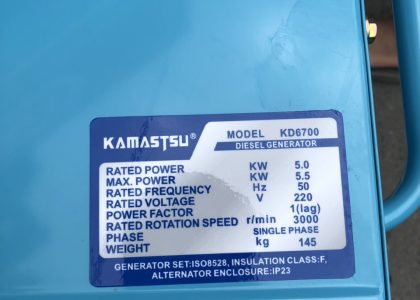 KAMASTSU® MODEL KD6700
DIESEL GENERATOR
RATED POWER KW 5.0
MAX. POWER KW 5.5
RATED FREQUENCY Hz 50
RATED VOLTAGE V 220
POWER FACTOR 1(lag)
RATED ROTATION SPEED r/min 3000
PHASE SINGLE PHASE
WEIGHT kg 145
GENERATOR SET:ISO8528, INSULATION CLASS:F,
ALTERNATOR ENCLOSURE:IP23